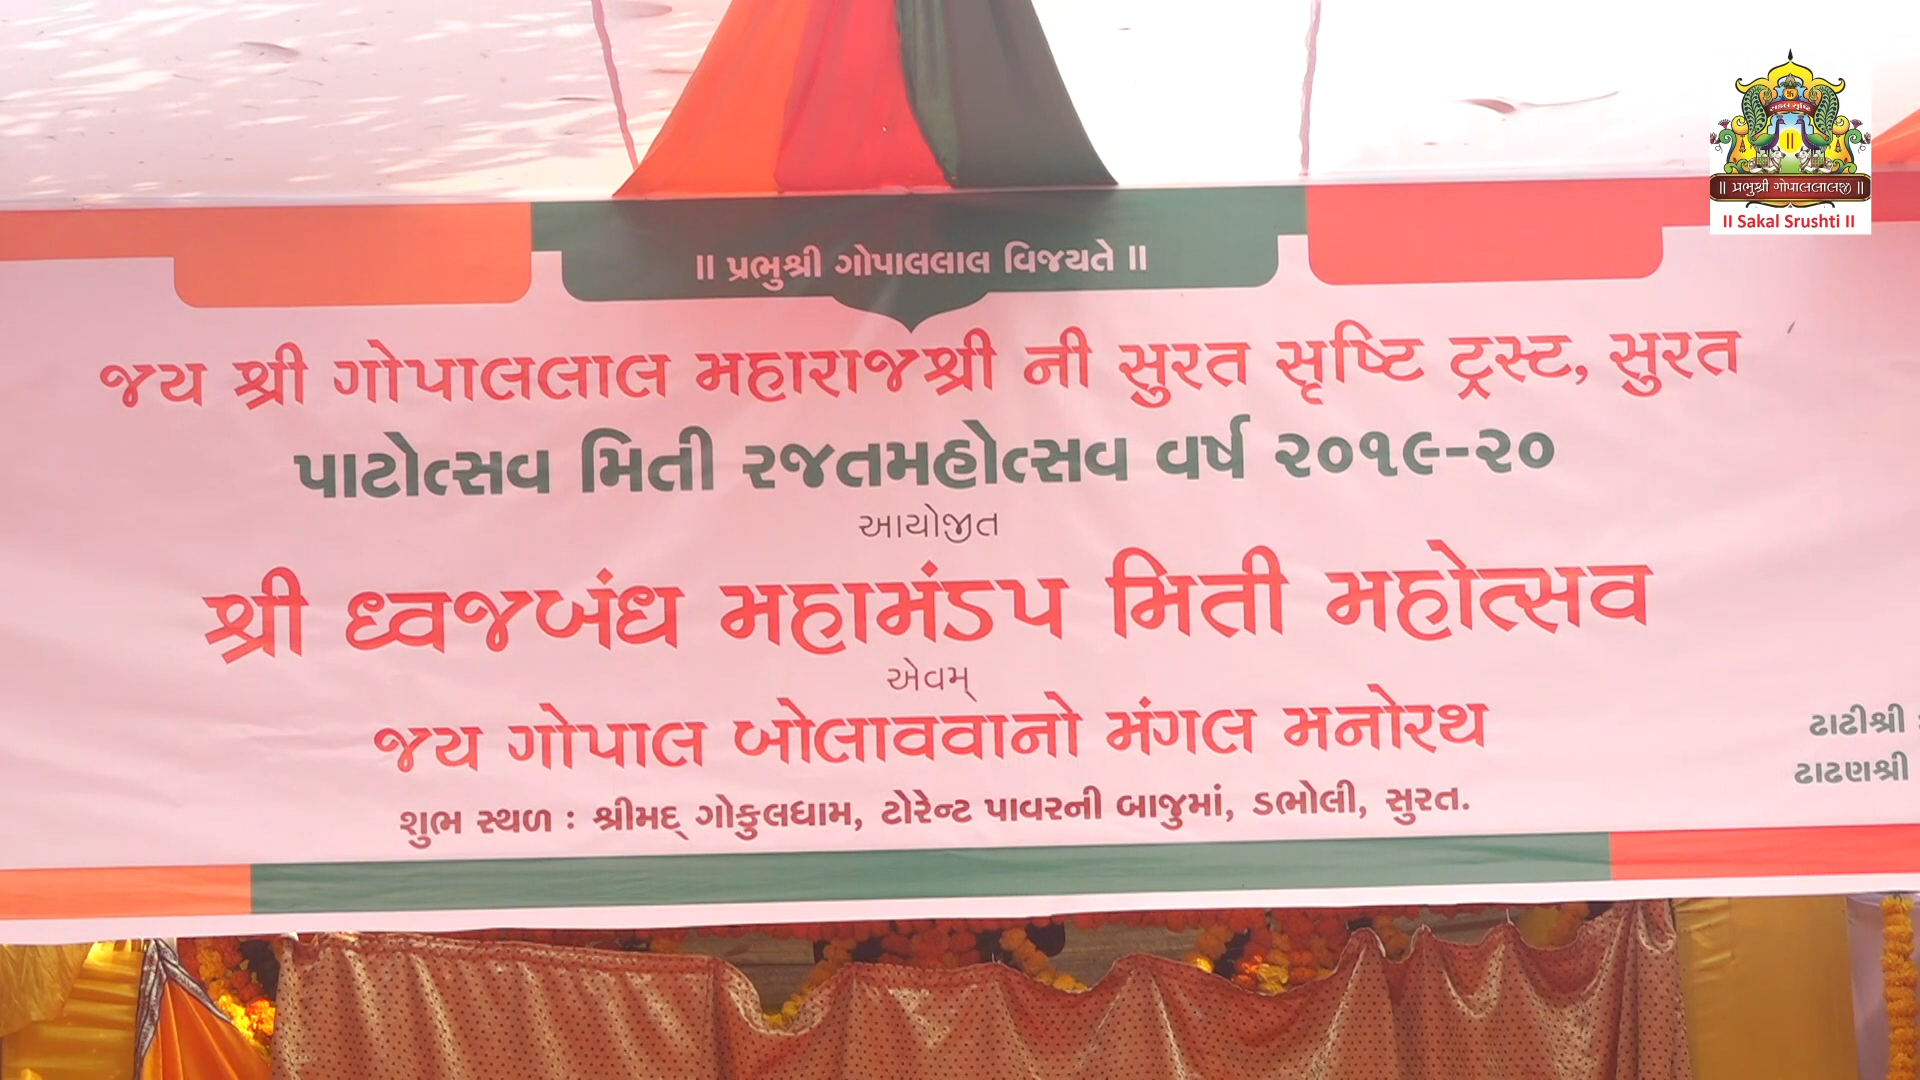 સકલ સૃષ્ટિ
॥ પ્રભુશ્રી ગોપાલલાલજી ॥
II Sakal Srushti II
॥ પ્રભુશ્રી ગોપાલલાલ વિજયતે ॥
જય શ્રી ગોપાલલાલ મહારાજશ્રી ની સુરત સૃષ્ટિ ટ્રસ્ટ, સુરત
પાટોત્સવ મિતી રજતમહોત્સવ વર્ષ ૨૦૧૯-૨૦
આયોજીત
શ્રી ધ્વજબંધ મહામંડપ મિતી મહોત્સવ
એવમ્
જય ગોપાલ બોલાવવાનો મંગલ મનોરથ
શુભ સ્થળ : શ્રીમદ્ ગોકુલધામ, ટોરેન્ટ પાવરની બાજુમાં, ડભોલી, સુરત.
ઢાઢીશ્રી
ઢાઢણશ્રી